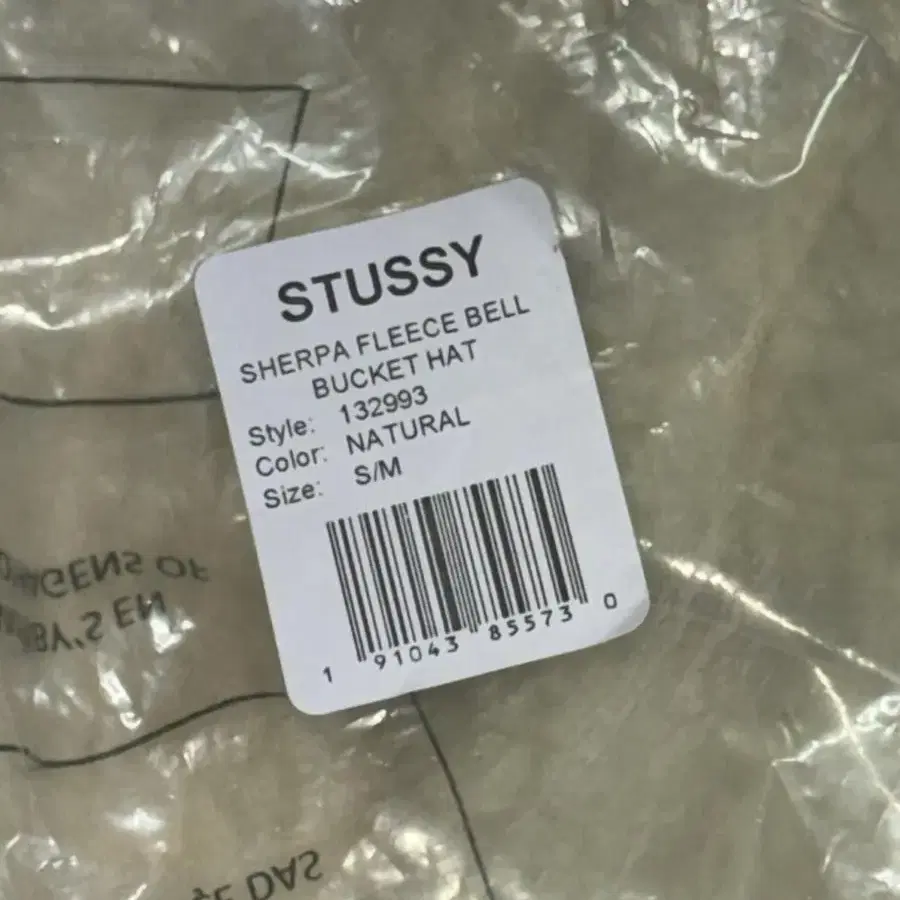 STUSSY
SHERPA FLEECE BELL
BUCKET HAT
Style: 132993
Color: NATURAL
Size: S/M
1 91043 85573 0